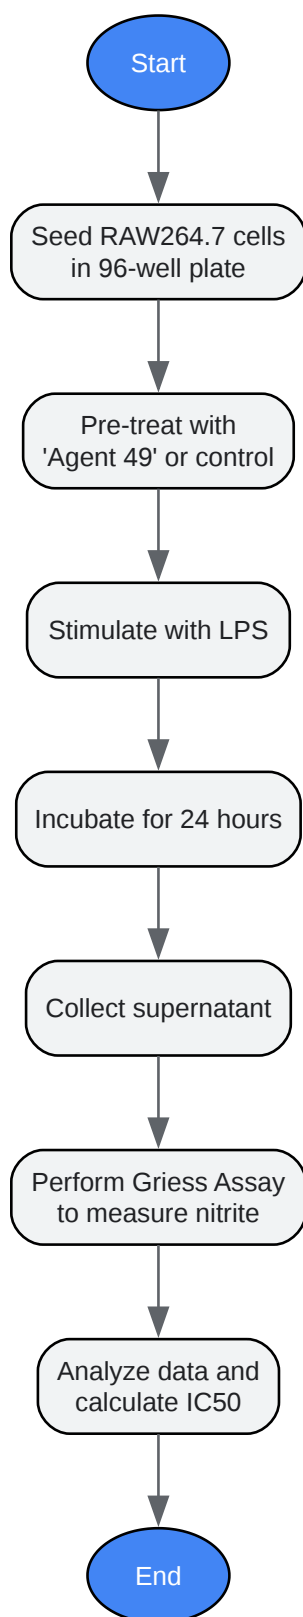 Start
Seed RAW264.7 cells
in 96-well plate
Pre-treat with
'Agent 49' or control
Stimulate with LPS
Incubate for 24 hours
Collect supernatant
Perform Griess Assay
to measure nitrite
Analyze data and
calculate IC50
End